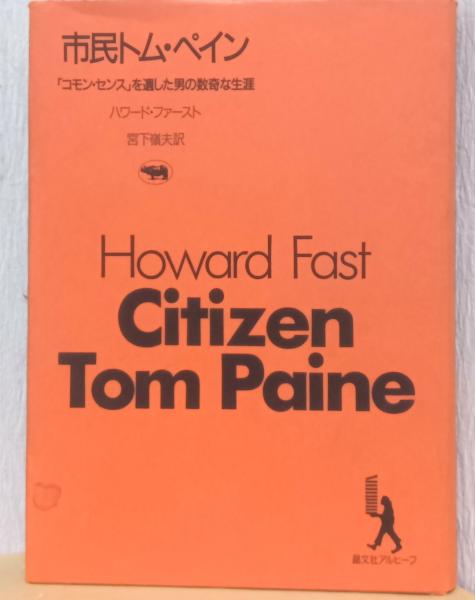 市民トム・ペイン
「コモン・センス」を遺した男の数奇な生涯
ハワード・ファースト
宮下嶺夫訳
Howard Fast
Citizen
Tom Paine
晶文社アルヒーフ